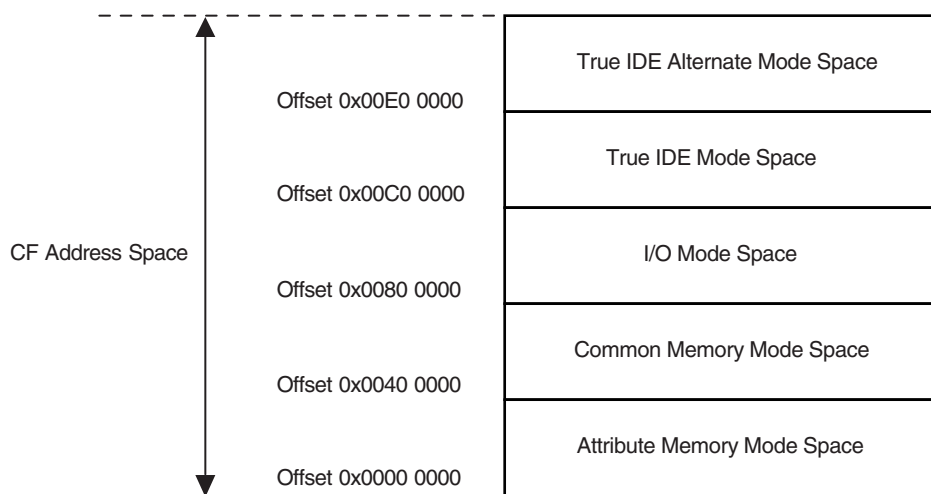 True IDE Alternate Mode Space
Offset 0x00E0 0000
True IDE Mode Space
Offset 0x00C0 0000
CF Address Space
I/O Mode Space
Offset 0x0080 0000
Common Memory Mode Space
Offset 0x0040 0000
Attribute Memory Mode Space
Offset 0x0000 0000